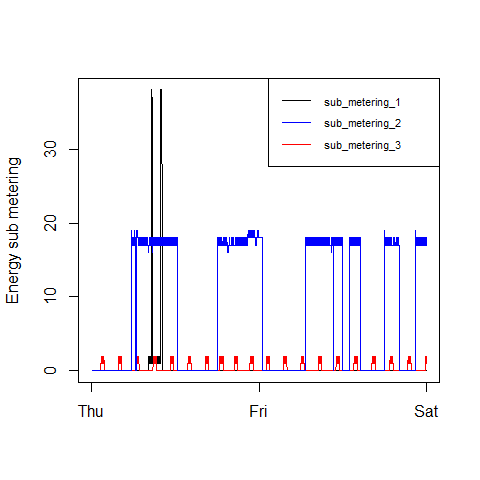 sub_metering_1
sub_metering_2
sub_metering_3
Energy sub metering
30
20
10
0
Thu Fri Sat